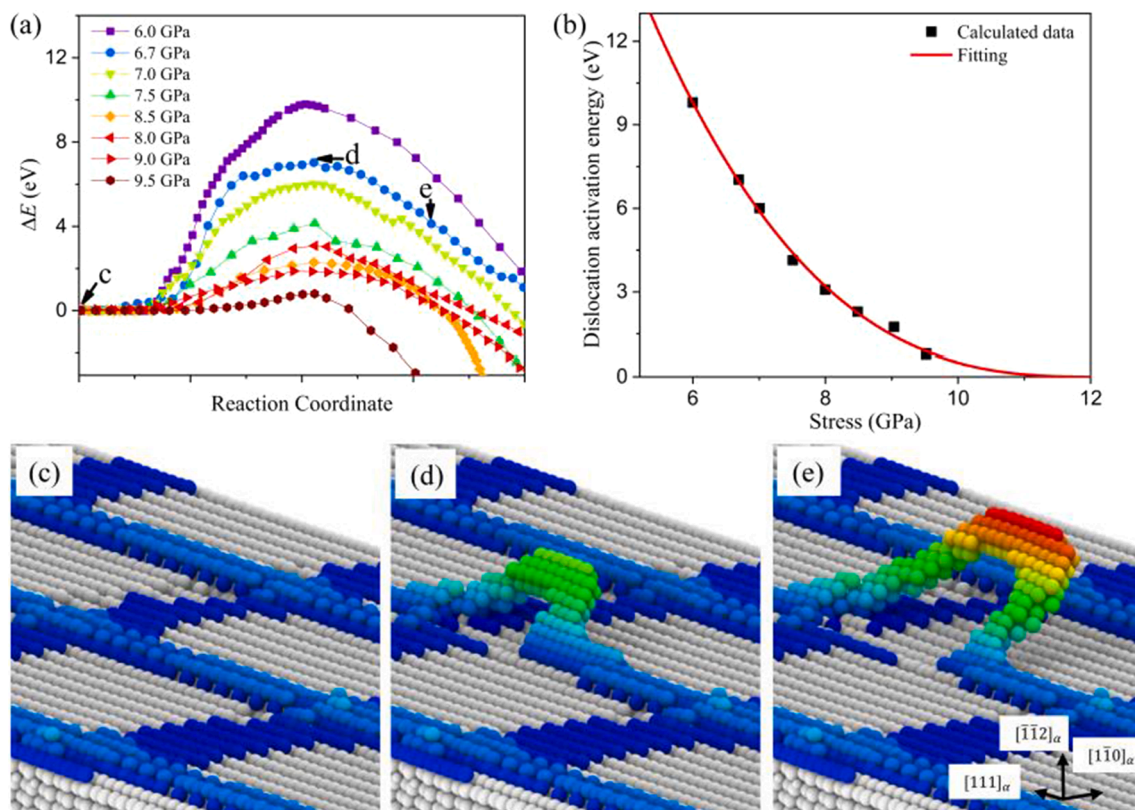 (a)
6.0 GPa
6.7 GPa
7.0 GPa
7.5 GPa
8.5 GPa
8.0 GPa
9.0 GPa
9.5 GPa
12
8
4
0
ΔE (eV)
c
d
e
Reaction Coordinate
(b)
Calculated data
Fitting
12
9
6
3
0
Dislocation activation energy (eV)
6 8 10 12
Stress (GPa)
(c)
(d)
(e)
[1̅1̅2]α
[11̅0]α
[111]α